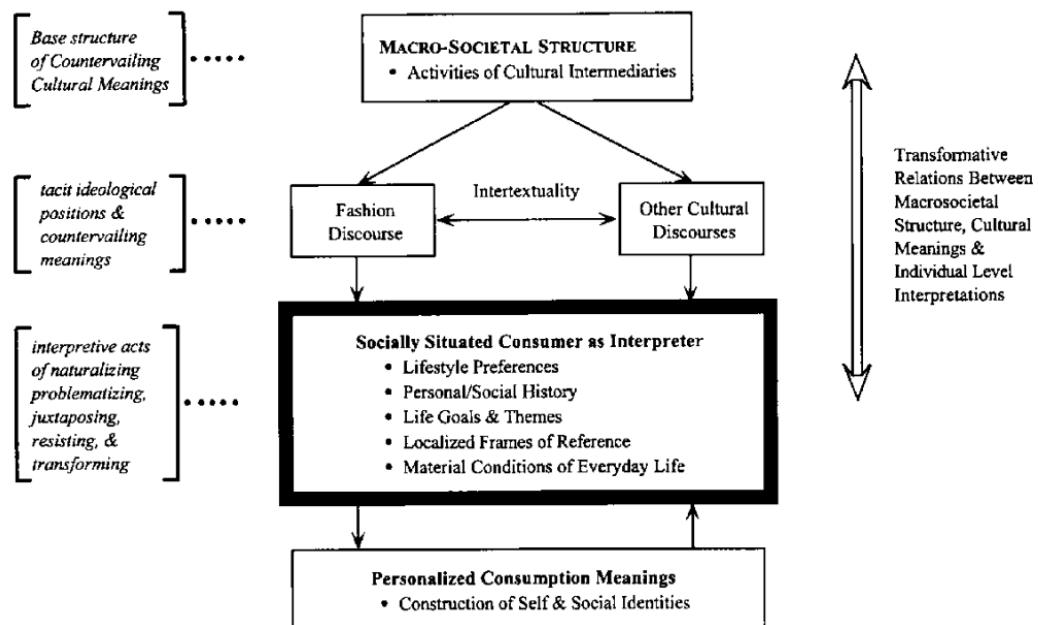 Base structure
of Countervailing
Cultural Meanings
MACRO-SOCIETAL STRUCTURE
• Activities of Cultural Intermediaries
tacit ideological
positions &
countervailing
meanings
Fashion
Discourse
Intertextuality
Other Cultural
Discourses
Transformative
Relations Between
Macrosocietal
Structure, Cultural
Meanings &
Individual Level
Interpretations
interpretive acts
of naturalizing
problematizing,
juxtaposing,
resisting, &
transforming
Socially Situated Consumer as Interpreter
• Lifestyle Preferences
• Personal/Social History
• Life Goals & Themes
• Localized Frames of Reference
• Material Conditions of Everyday Life
Personalized Consumption Meanings
• Construction of Self & Social Identities